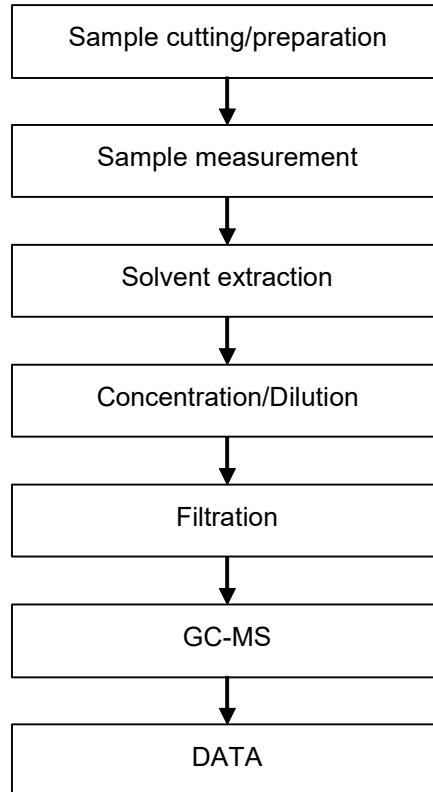 Sample cutting/preparation
Sample measurement
Solvent extraction
Concentration/Dilution
Filtration
GC-MS
DATA